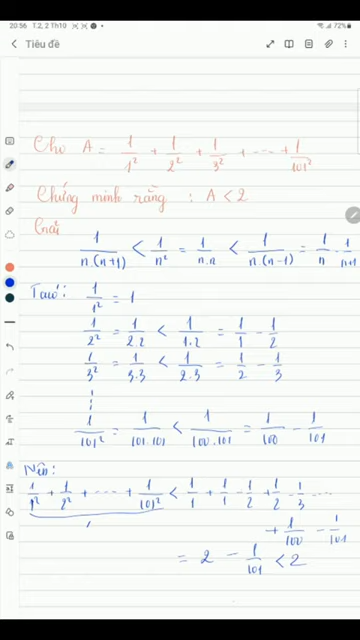 20:56 T.2, 2 Th10 72%
Tiêu đề
Cho A = 1/1² + 1/2² + 1/3² + ---- + 1/101²
Chứng minh rằng : A < 2
Giải
1/n.(n+1) < 1/n² = 1/n.n < 1/n.(n-1) = 1/n . 1/n+1
Ta có:
1/1² = 1
1/2² = 1/2.2 < 1/1.2 = 1/1 - 1/2
1/3² = 1/3.3 < 1/2.3 = 1/2 - 1/3
⋮
1/101² = 1/101.101 < 1/100.101 = 1/100 - 1/101
Nên:
1/1² + 1/2² + ---- + 1/101² < 1/1 + 1/1 - 1/2 + 1/2 - 1/3 ----
+ 1/100 - 1/101
= 2 - 1/101 < 2